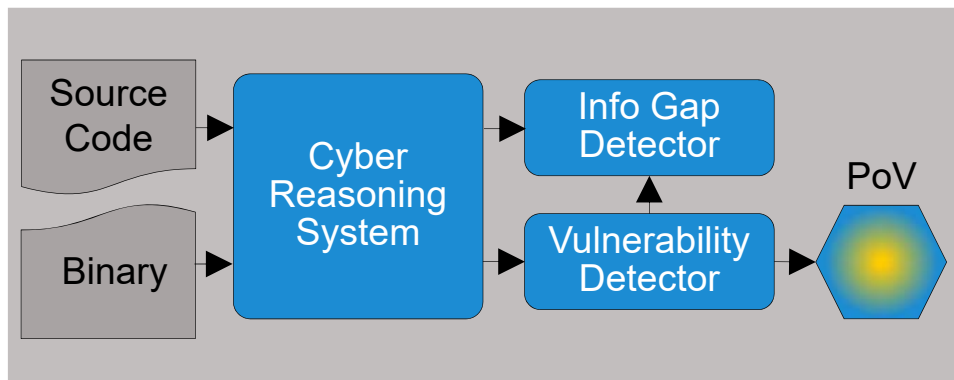 Source
Code
Binary
Cyber
Reasoning
System
Info Gap
Detector
Vulnerability
Detector
PoV